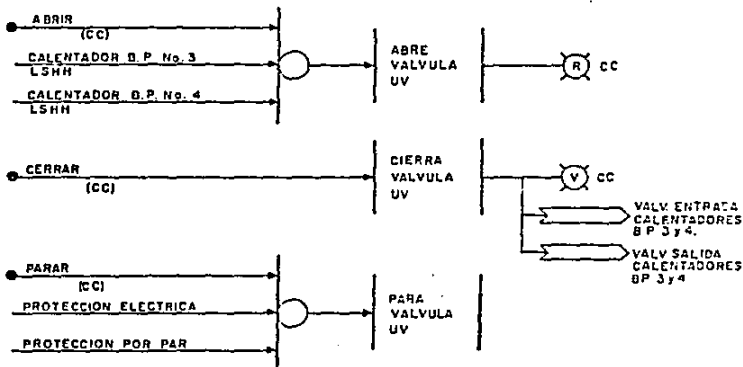 ABRIR
(CC)
CALENTADOR B.P. No. 3
LSHH
CALENTADOR B.P. No. 4
LSHH
ABRE
VALVULA
UV
R
CC
CERRAR
(CC)
CIERRA
VALVULA
UV
V
CC
VALV. ENTRADA
CALENTADORES
BP 3 y 4.
VALV SALIDA
CALENTADORES
BP 3 y 4
PARAR
(CC)
PROTECCION ELECTRICA
PROTECCION POR PAR
PARA
VALVULA
UV